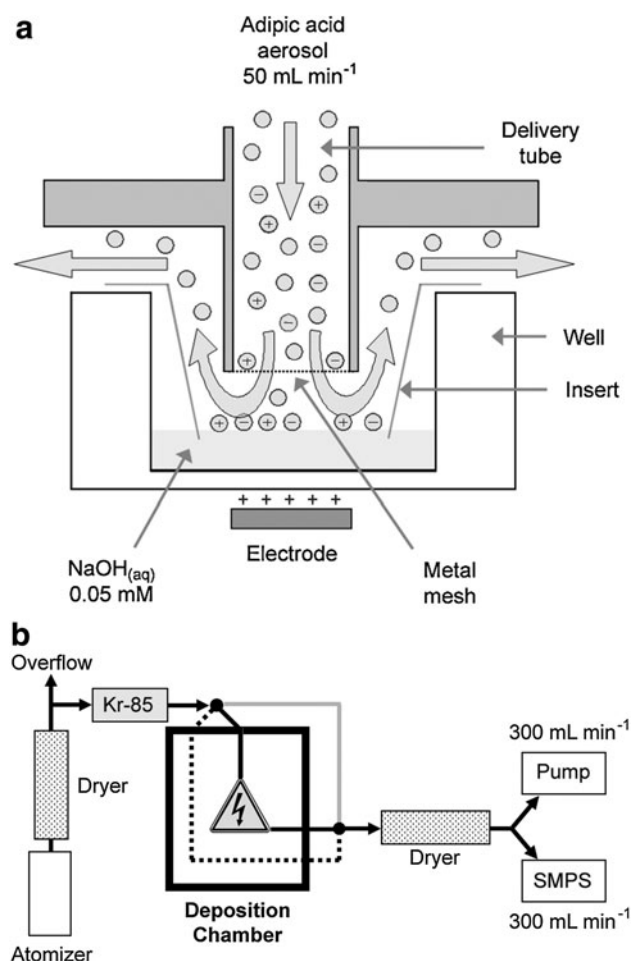 a
Adipic acid
aerosol
50 mL min⁻¹
Delivery
tube
Well
Insert
+ + + + +
Electrode
NaOH(aq)
0.05 mM
Metal
mesh
b
Overflow
Kr-85
Dryer
Atomizer
Deposition
Chamber
Dryer
300 mL min⁻¹
Pump
SMPS
300 mL min⁻¹